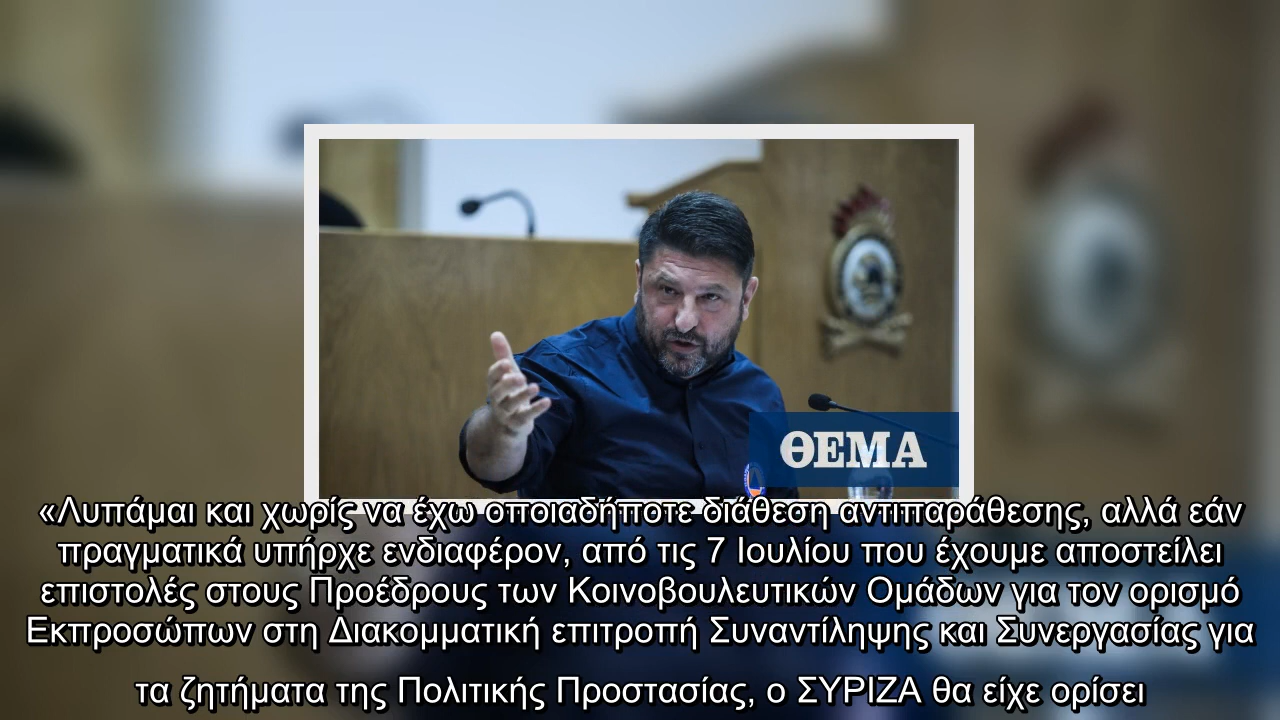 ΘΕΜΑ
«Λυπάμαι και χωρίς να έχω οποιαδήποτε διάθεση αντιπαράθεσης, αλλά εάν
πραγματικά υπήρχε ενδιαφέρον, από τις 7 Ιουλίου που έχουμε αποστείλει
επιστολές στους Προέδρους των Κοινοβουλευτικών Ομάδων για τον ορισμό
Εκπροσώπων στη Διακομματική επιτροπή Συναντίληψης και Συνεργασίας για
τα ζητήματα της Πολιτικής Προστασίας, ο ΣΥΡΙΖΑ θα είχε ορίσει